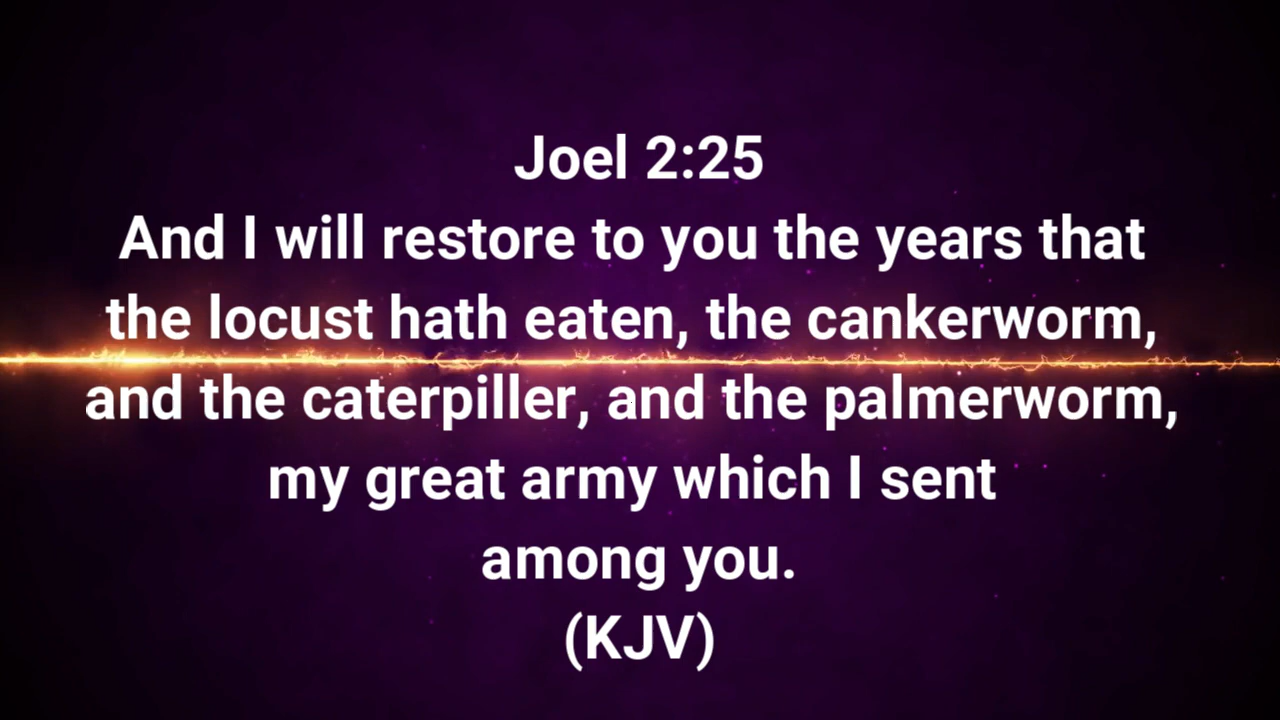 Joel 2:25
And I will restore to you the years that
the locust hath eaten, the cankerworm,
and the caterpiller, and the palmerworm,
my great army which I sent
among you.
(KJV)